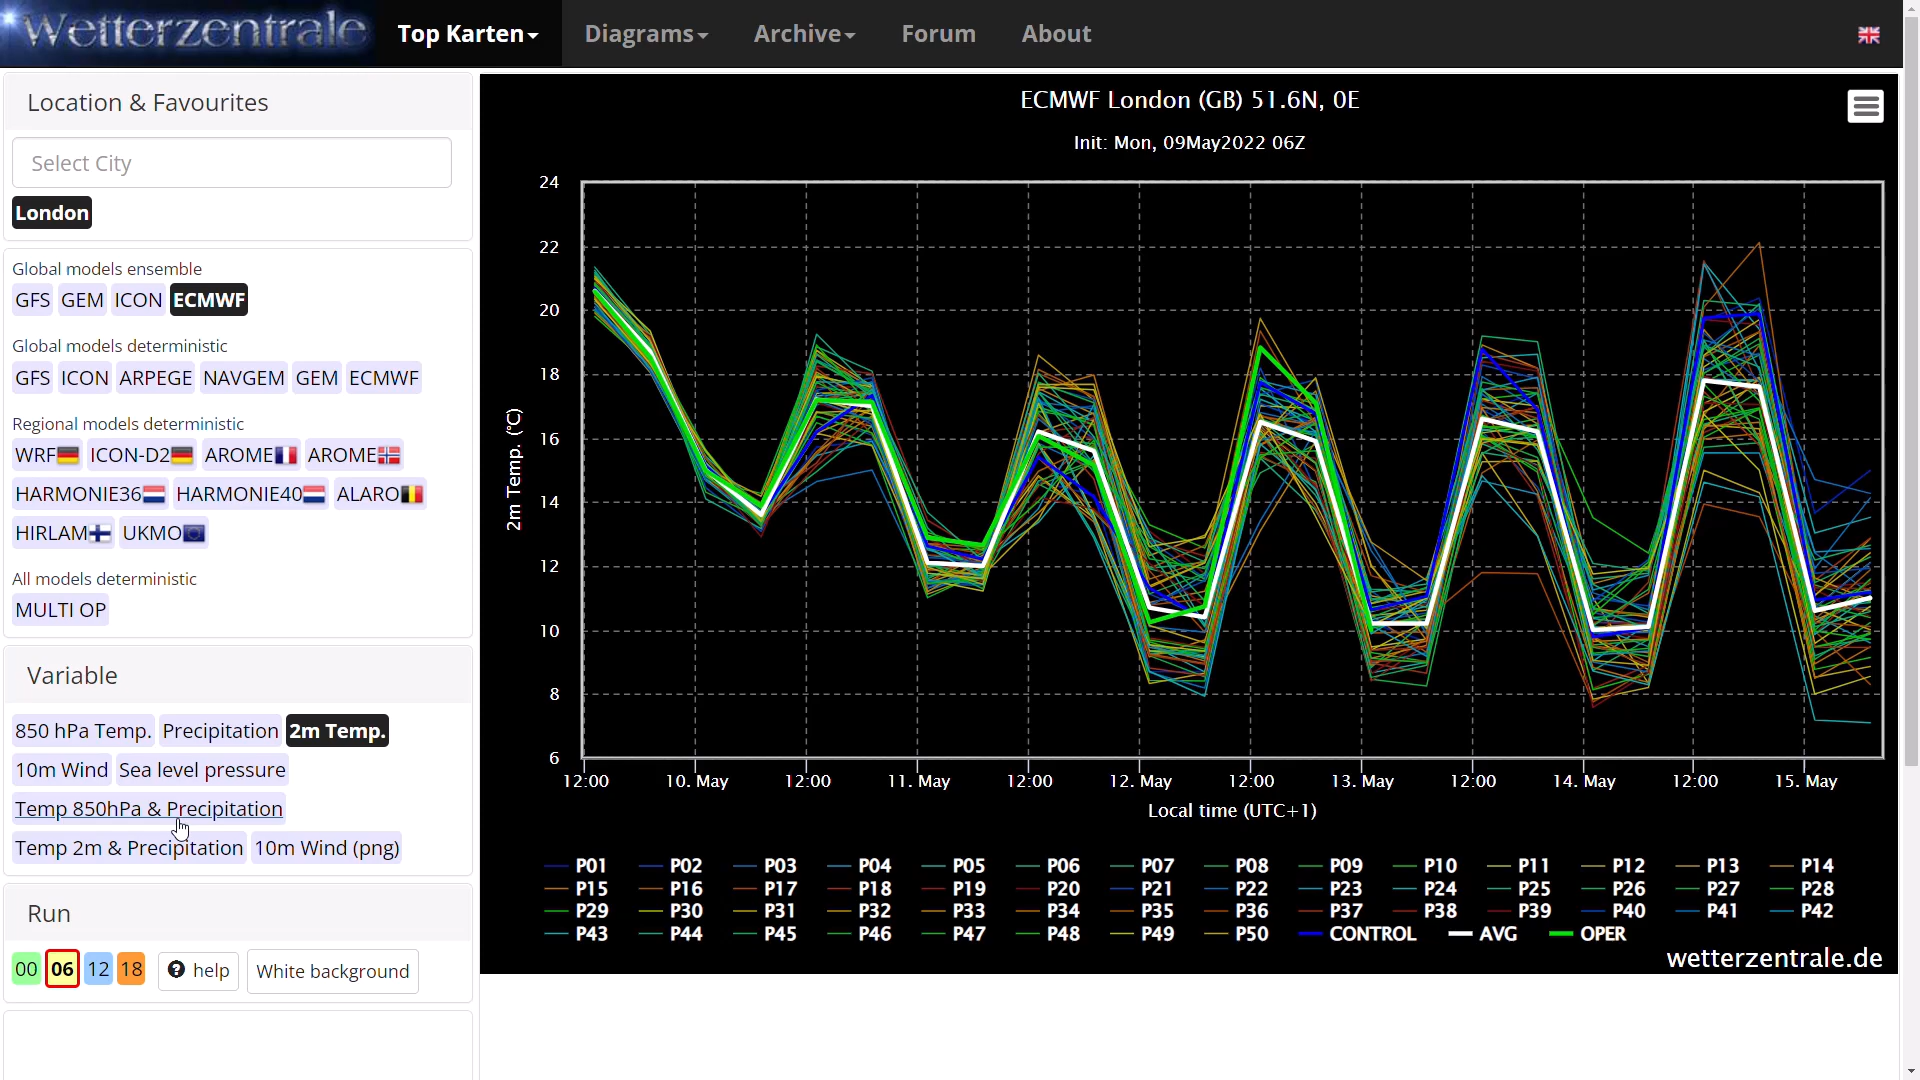 Wetterzentrale Top Karten Diagrams Archive Forum About
Location & Favourites
Select City
London
Global models ensemble
GFS GEM ICON ECMWF
Global models deterministic
GFS ICON ARPEGE NAVGEM GEM ECMWF
Regional models deterministic
WRF ICON-D2 AROME AROME
HARMONIE36 HARMONIE40 ALARO
HIRLAM UKMO
All models deterministic
MULTI OP
Variable
850 hPa Temp. Precipitation 2m Temp.
10m Wind Sea level pressure
Temp 850hPa & Precipitation
Temp 2m & Precipitation 10m Wind (png)
Run
00 06 12 18 help White background
ECMWF London (GB) 51.6N, 0E
Init: Mon, 09May2022 06Z
24
22
20
18
16
14
12
10
8
6
2m Temp. (°C)
12:00 10. May 12:00 11. May 12:00 12. May 12:00 13. May 12:00 14. May 12:00 15. May
Local time (UTC+1)
P01 P02 P03 P04 P05 P06 P07 P08 P09 P10 P11 P12 P13 P14
P15 P16 P17 P18 P19 P20 P21 P22 P23 P24 P25 P26 P27 P28
P29 P30 P31 P32 P33 P34 P35 P36 P37 P38 P39 P40 P41 P42
P43 P44 P45 P46 P47 P48 P49 P50 CONTROL AVG OPER
wetterzentrale.de